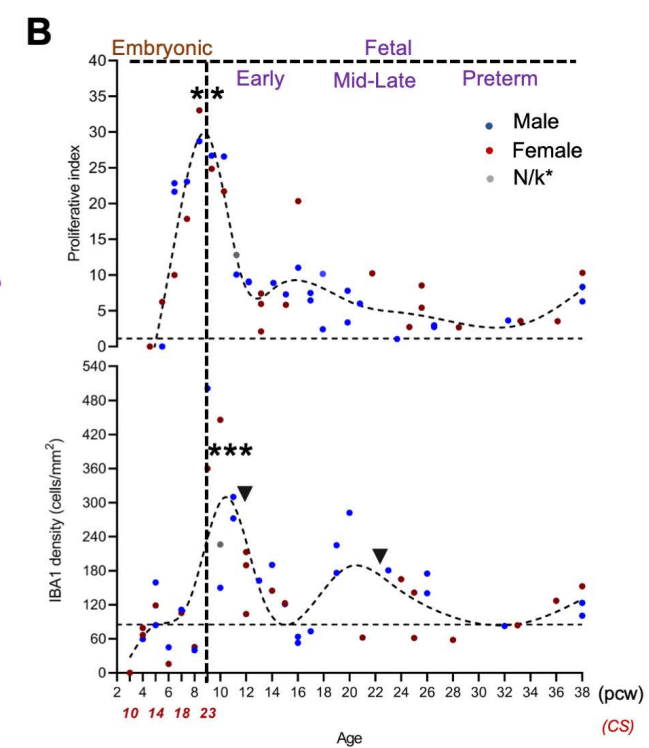 B
Embryonic Fetal
Early Mid-Late Preterm
40
35
30
25
20
15
10
5
0
Proliferative index
**
Male
Female
N/k*
540
480
420
360
300
240
180
120
60
0
IBA1 density (cells/mm²)
***
2 4 6 8 10 12 14 16 18 20 22 24 26 28 30 32 34 36 38 (pcw)
10 14 18 23 (CS)
Age